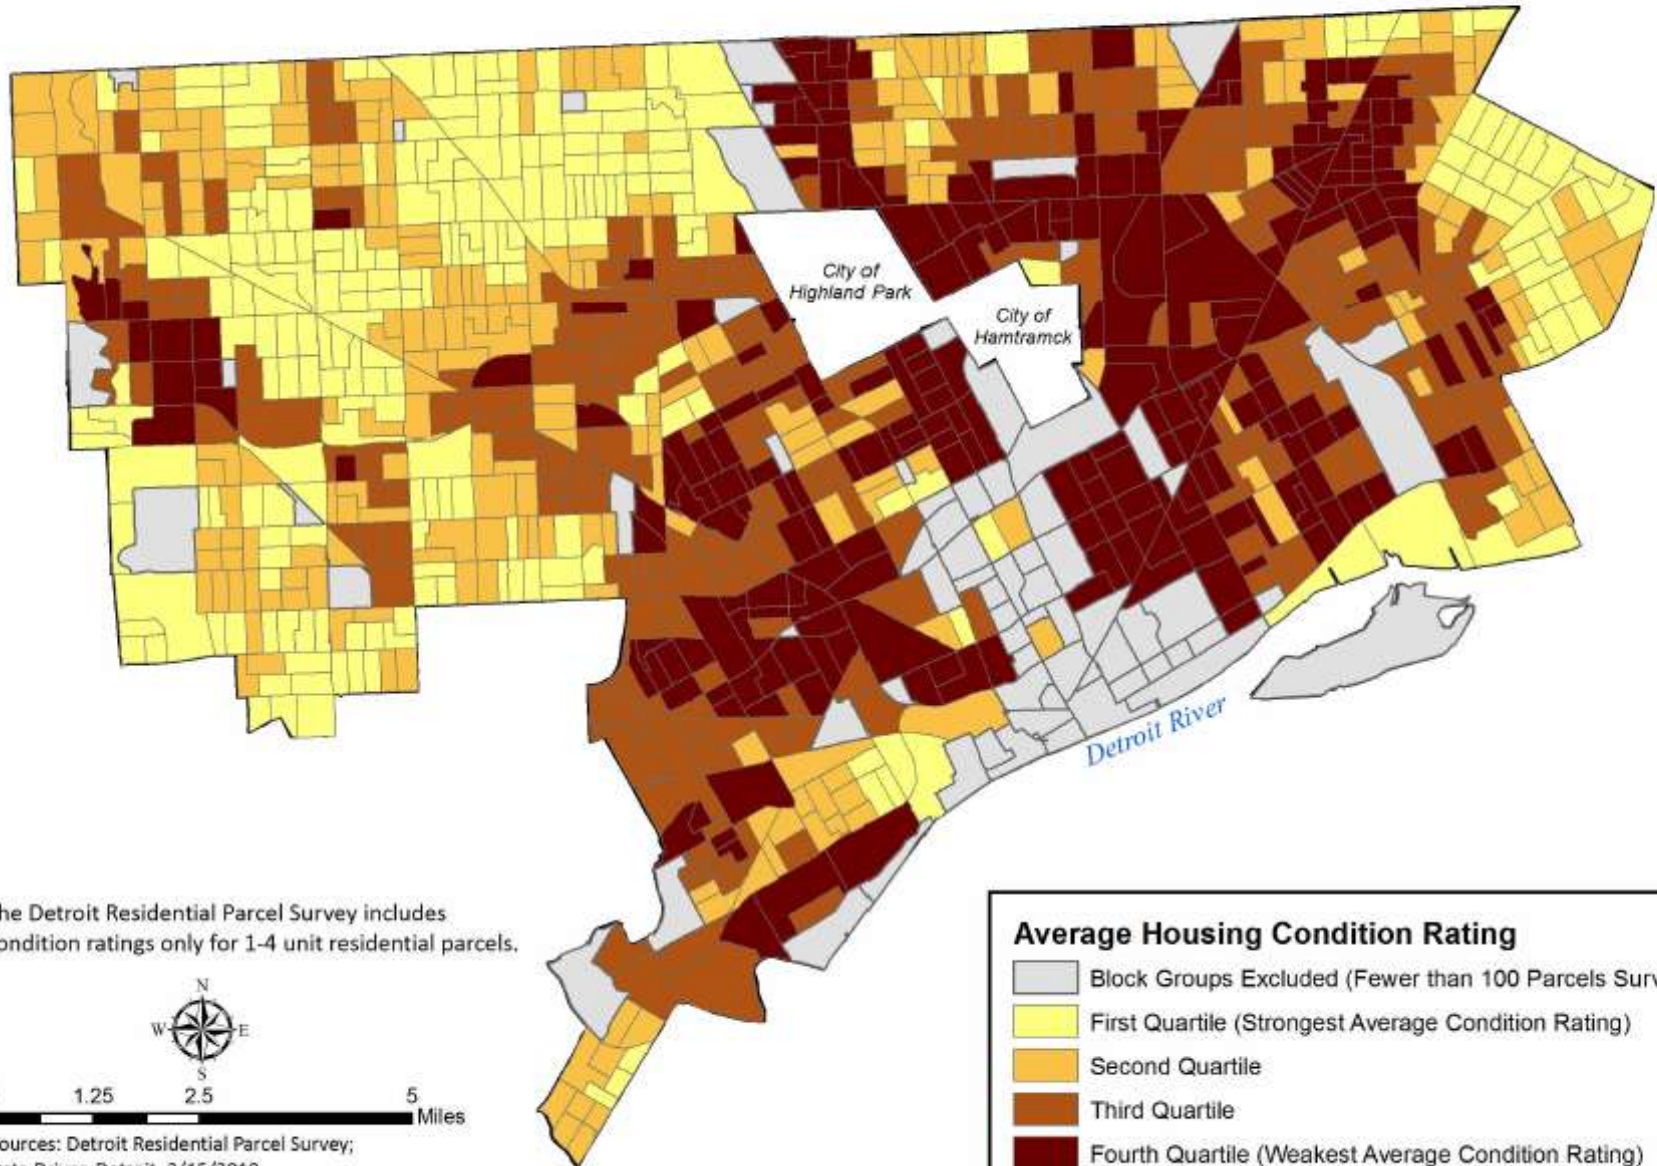 City of
Highland Park
City of
Hamtramck
Detroit River
he Detroit Residential Parcel Survey includes
ondition ratings only for 1-4 unit residential parcels.
N
W E
S
1.25 2.5 5
Miles
ources: Detroit Residential Parcel Survey;
Average Housing Condition Rating
Block Groups Excluded (Fewer than 100 Parcels Surv
First Quartile (Strongest Average Condition Rating)
Second Quartile
Third Quartile
Fourth Quartile (Weakest Average Condition Rating)